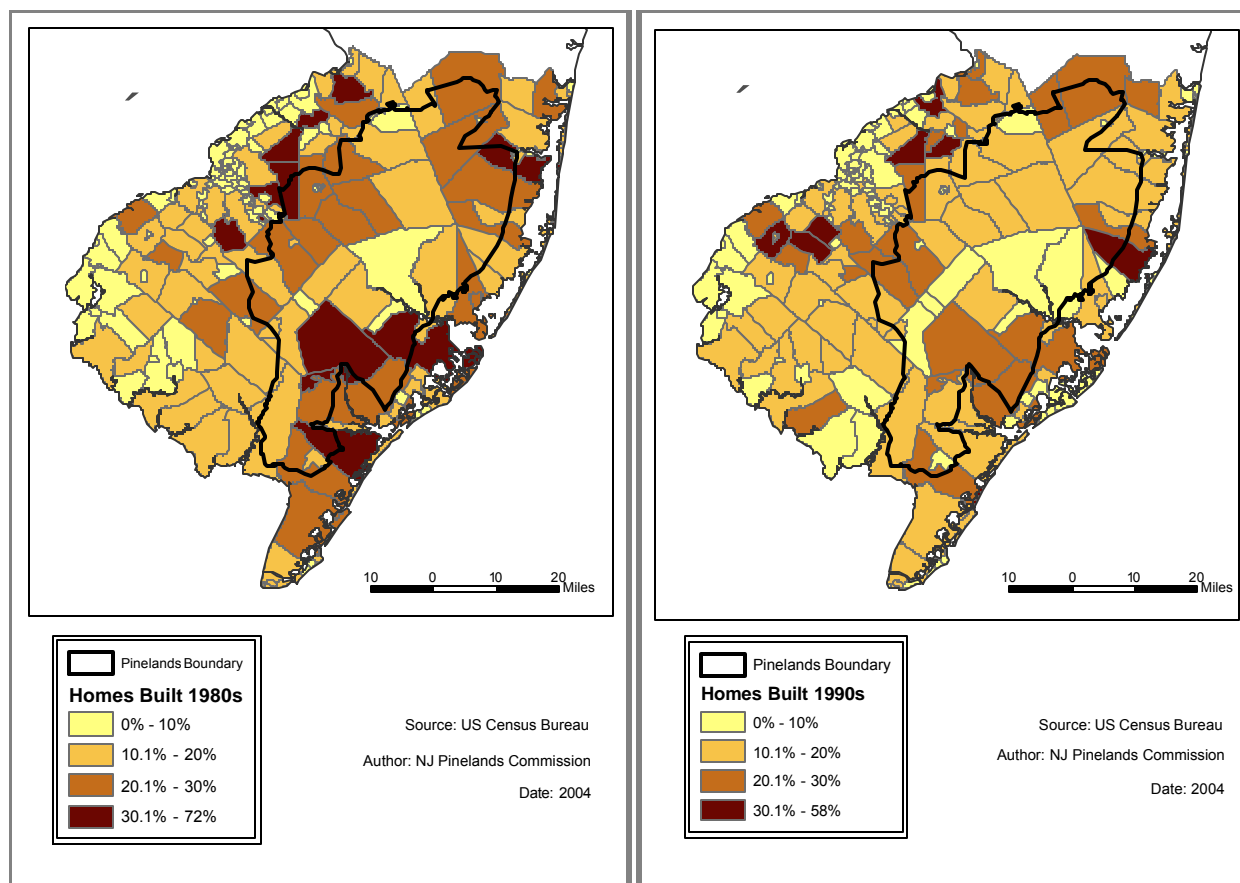 10 0 10 20
Miles
Pinelands Boundary
Homes Built 1980s
0% - 10%
10.1% - 20%
20.1% - 30%
30.1% - 72%
Source: US Census Bureau
Author: NJ Pinelands Commission
Date: 2004
10 0 10 20
Miles
Pinelands Boundary
Homes Built 1990s
0% - 10%
10.1% - 20%
20.1% - 30%
30.1% - 58%
Source: US Census Bureau
Author: NJ Pinelands Commission
Date: 2004